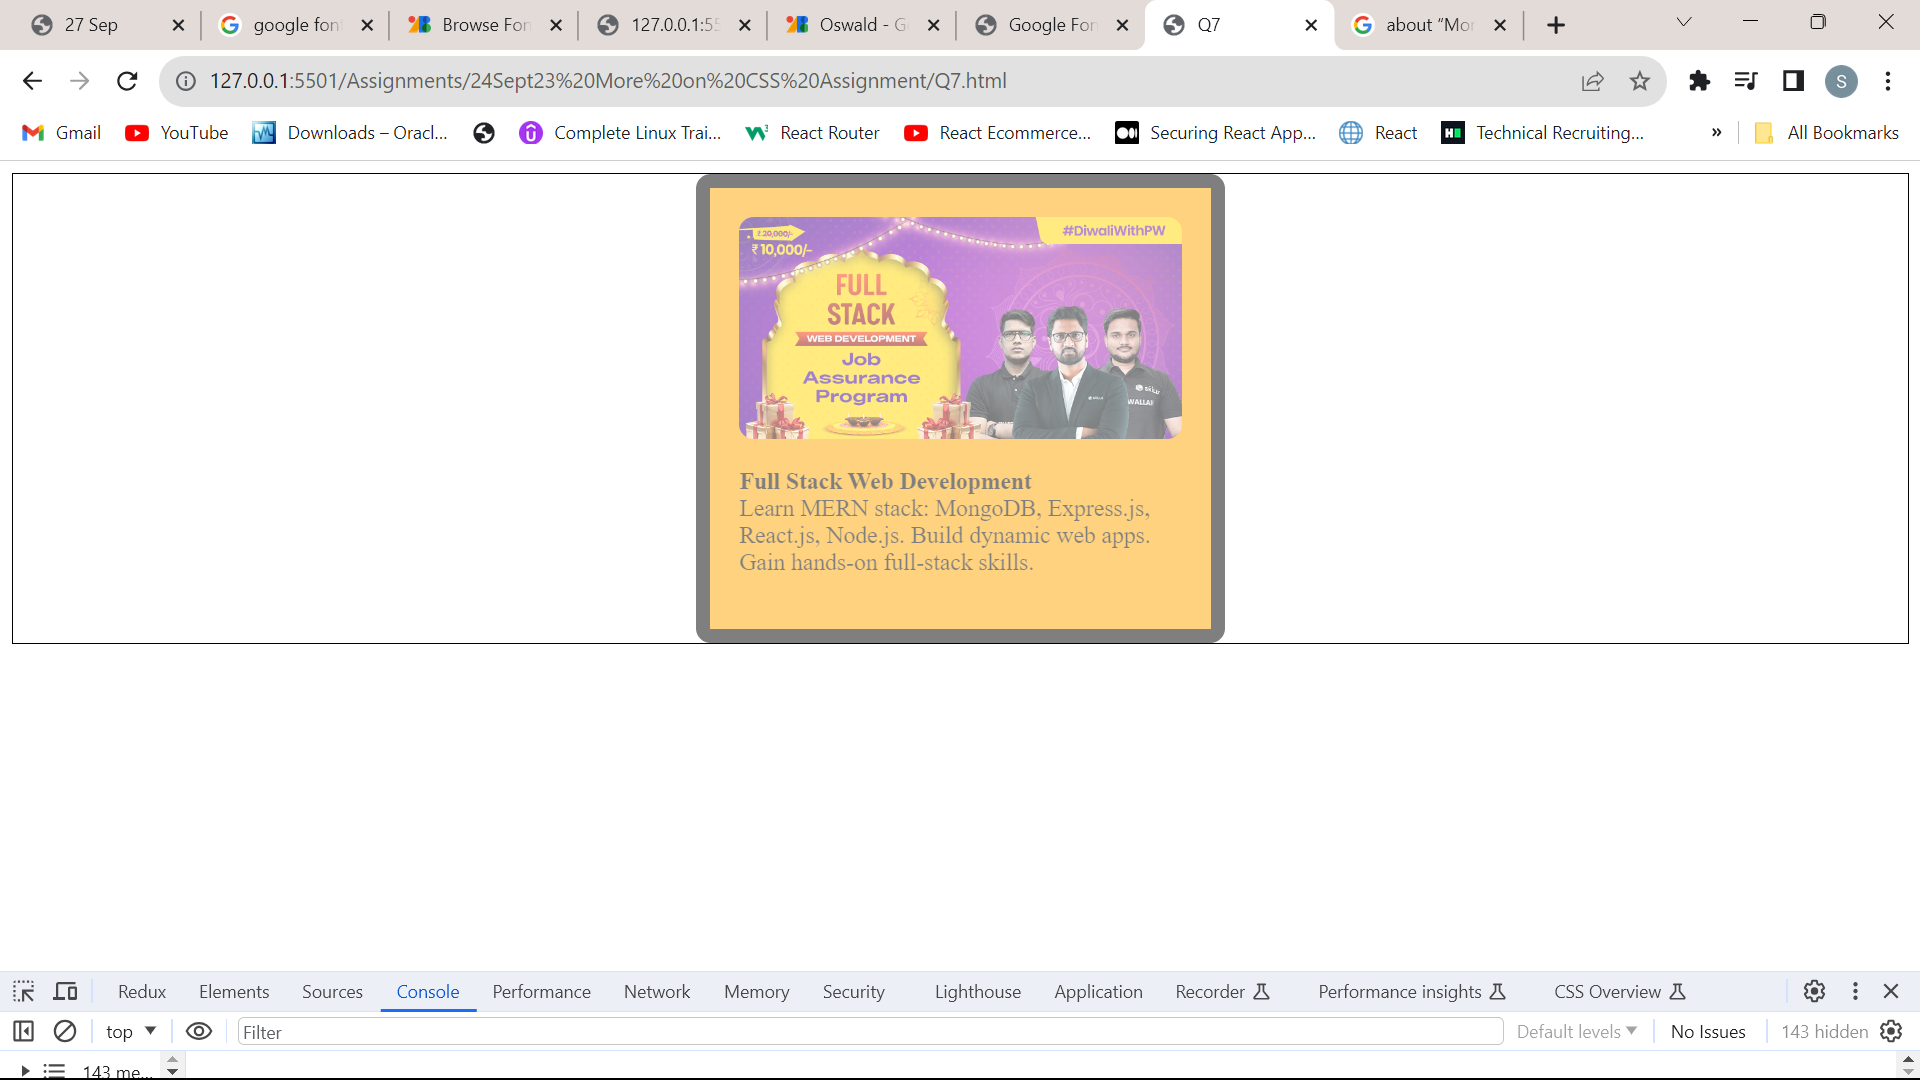 27 Sep
google fon
Browse Fon
127.0.0.1:55
Oswald - G
Google Fon
Q7
about “Mor
127.0.0.1:5501/Assignments/24Sept23%20More%20on%20CSS%20Assignment/Q7.html
S
Gmail
YouTube
Downloads – Oracl...
Complete Linux Trai...
React Router
React Ecommerce...
Securing React App...
React
Technical Recruiting...
»
All Bookmarks
₹ 20,000/-
₹ 10,000/-
#DiwaliWithPW
FULL
STACK
WEB DEVELOPMENT
Job
Assurance
Program
Full Stack Web Development
Learn MERN stack: MongoDB, Express.js,
React.js, Node.js. Build dynamic web apps.
Gain hands-on full-stack skills.
Redux
Elements
Sources
Console
Performance
Network
Memory
Security
Lighthouse
Application
Recorder
Performance insights
CSS Overview
top
Filter
Default levels
No Issues
143 hidden
143 me...